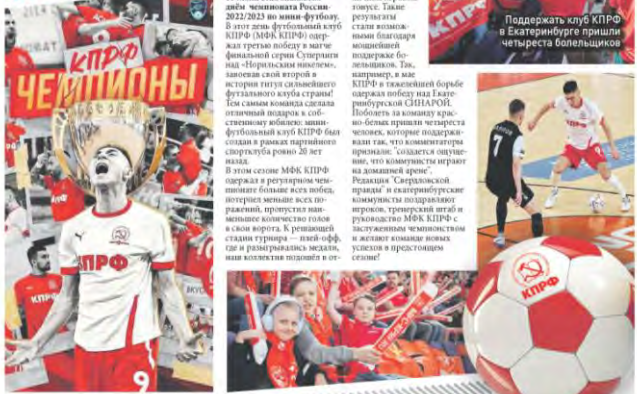 КПРФ
ЧЕМПИОНЫ
КПРФ
9
днём чемпионата России-
2022/2023 по мини-футболу.
В этот день футбольный клуб
КПРФ (МФК КПРФ) одер-
жал третью победу в матче
финальной серии Суперлиги
над «Норильским никелем»,
завоевав свой второй в
истории титул сильнейшего
футзального клуба страны!
Тем самым команда сделала
отличный подарок к соб-
ственному юбилею: мини-
футбольный клуб КПРФ был
создан в рамках партийного
спортклуба ровно 20 лет
назад.
В этом сезоне МФК КПРФ
одержал в регулярном чем-
пионате больше всех побед,
потерпел меньше всех по-
ражений, пропустил наи-
меньшее количество голов
в свои ворота. К решающей
стадии турнира — плей-офф,
где и разыгрывались медали,
наш коллектив подошёл в от-
тонусе. Такие
результаты
стали возмож-
ными благодаря
мощнейшей
поддержке бо-
лельщиков. Так,
например, в мае
КПРФ в тяжелейшей борьбе
одержал победу над Екате-
ринбургской СИНАРОЙ.
Поболеть за команду крас-
но-белых пришли четыреста
человек, которые поддержи-
вали так, что комментаторы
признали: "создается ощуще-
ние, что коммунисты играют
на домашней арене".
Редакция "Свердловской
правды" и екатеринбургские
коммунисты поздравляют
игроков, тренерский штаб и
руководство МФК КПРФ с
заслуженным чемпионством
и желают команде новых
успехов в предстоящем
сезоне!
Поддержать клуб КПРФ
в Екатеринбурге пришли
четыреста болельщиков
7
КПРФ
КПРФ